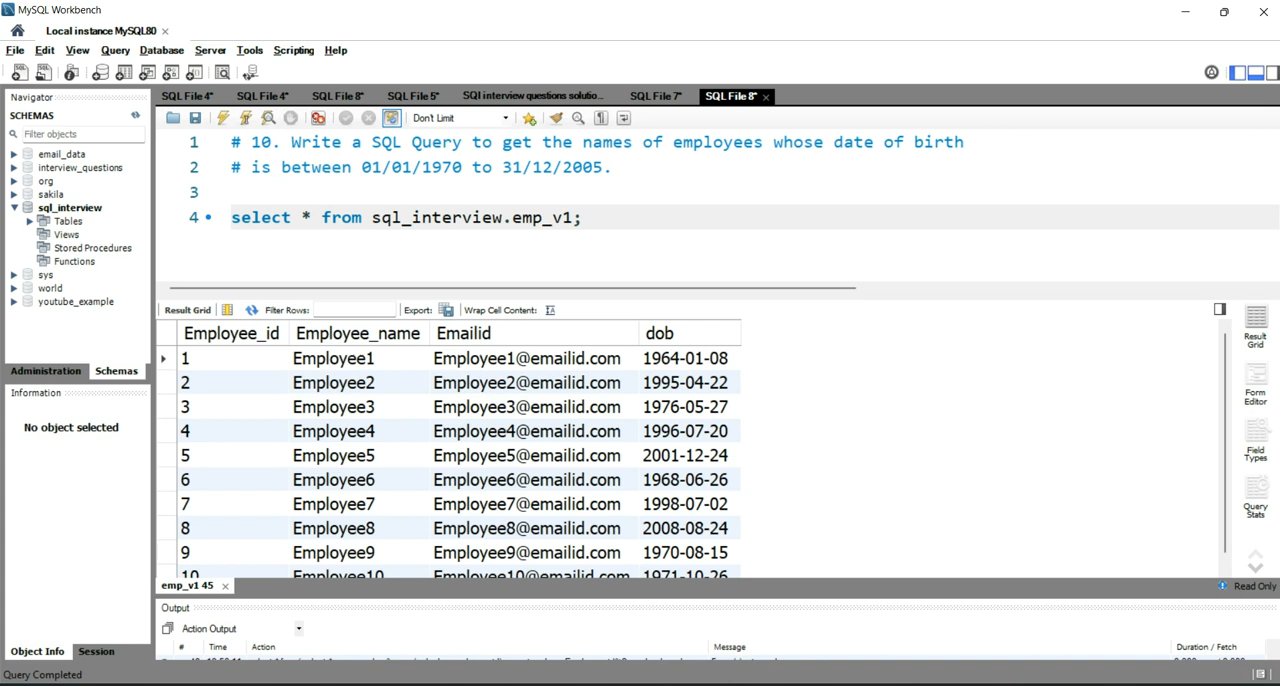 MySQL Workbench
Local instance MySQL80
File Edit View Query Database Server Tools Scripting Help
Navigator
SCHEMAS
Filter objects
email_data
interview_questions
org
sakila
sql_interview
Tables
Views
Stored Procedures
Functions
sys
world
youtube_example
Administration Schemas
Information
No object selected
Object Info Session
Query Completed
SQL File 4* SQL File 4* SQL File 8* SQL File 5* SQl interview questions solutio... SQL File 7* SQL File 8*
Don't Limit
1 # 10. Write a SQL Query to get the names of employees whose date of birth
2 # is between 01/01/1970 to 31/12/2005.
3
4 select * from sql_interview.emp_v1;
Result Grid Filter Rows: Export: Wrap Cell Content:
Employee_id Employee_name Emailid dob
1 Employee1 Employee1@emailid.com 1964-01-08
2 Employee2 Employee2@emailid.com 1995-04-22
3 Employee3 Employee3@emailid.com 1976-05-27
4 Employee4 Employee4@emailid.com 1996-07-20
5 Employee5 Employee5@emailid.com 2001-12-24
6 Employee6 Employee6@emailid.com 1968-06-26
7 Employee7 Employee7@emailid.com 1998-07-02
8 Employee8 Employee8@emailid.com 2008-08-24
9 Employee9 Employee9@emailid.com 1970-08-15
10 Employee10 Employee10@emailid.com 1971-10-26
Result
Grid
Form
Editor
Field
Types
Query
Stats
emp_v1 45
Read Only
Output
Action Output
# Time Action Message Duration / Fetch